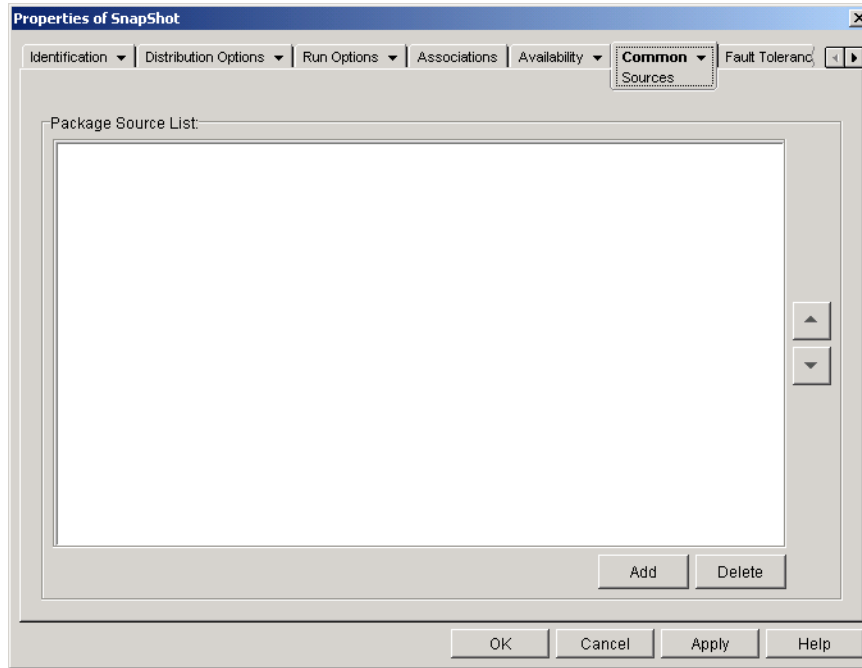 Properties of SnapShot
Identification Distribution Options Run Options Associations Availability Common Fault Toleranc
Sources
Package Source List:
Add Delete
OK Cancel Apply Help